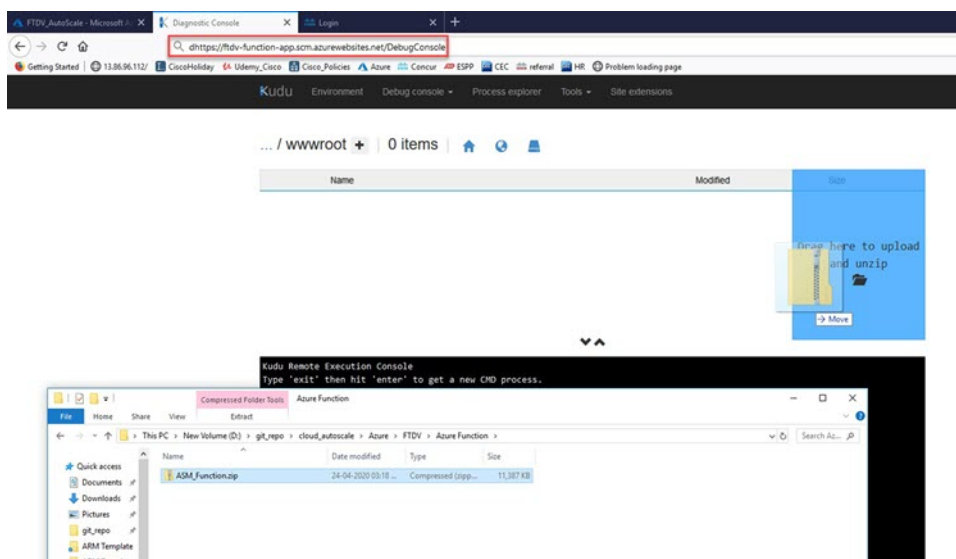 FTDV_AutoScale - Microsoft A
Diagnostic Console
Login
dhttps://ftdv-function-app.scm.azurewebsites.net/DebugConsole
Getting Started
13.86.96.112/
CiscoHoliday
Udemy_Cisco
Cisco_Policies
Azure
Concur
ESPP
CEC
referral
HR
Problem loading page
Kudu
Environment
Debug console
Process explorer
Tools
Site extensions
... / wwwroot + | 0 items
Name
Modified
Size
Drag here to upload
and unzip
Move
Kudu Remote Execution Console
Type 'exit' then hit 'enter' to get a new CMD process.
Compressed Folder Tools
Azure Function
File
Home
Share
View
Extract
This PC > New Volume (D:) > git_repo > cloud_autoscale > Azure > FTDV > Azure Function >
Search Az...
Name
Date modified
Type
Size
Quick access
ASM_Function.zip
24-04-2020 03:18 ...
Compressed (zipp...
11,387 KB
Documents
Downloads
Pictures
git_repo
ARM Template